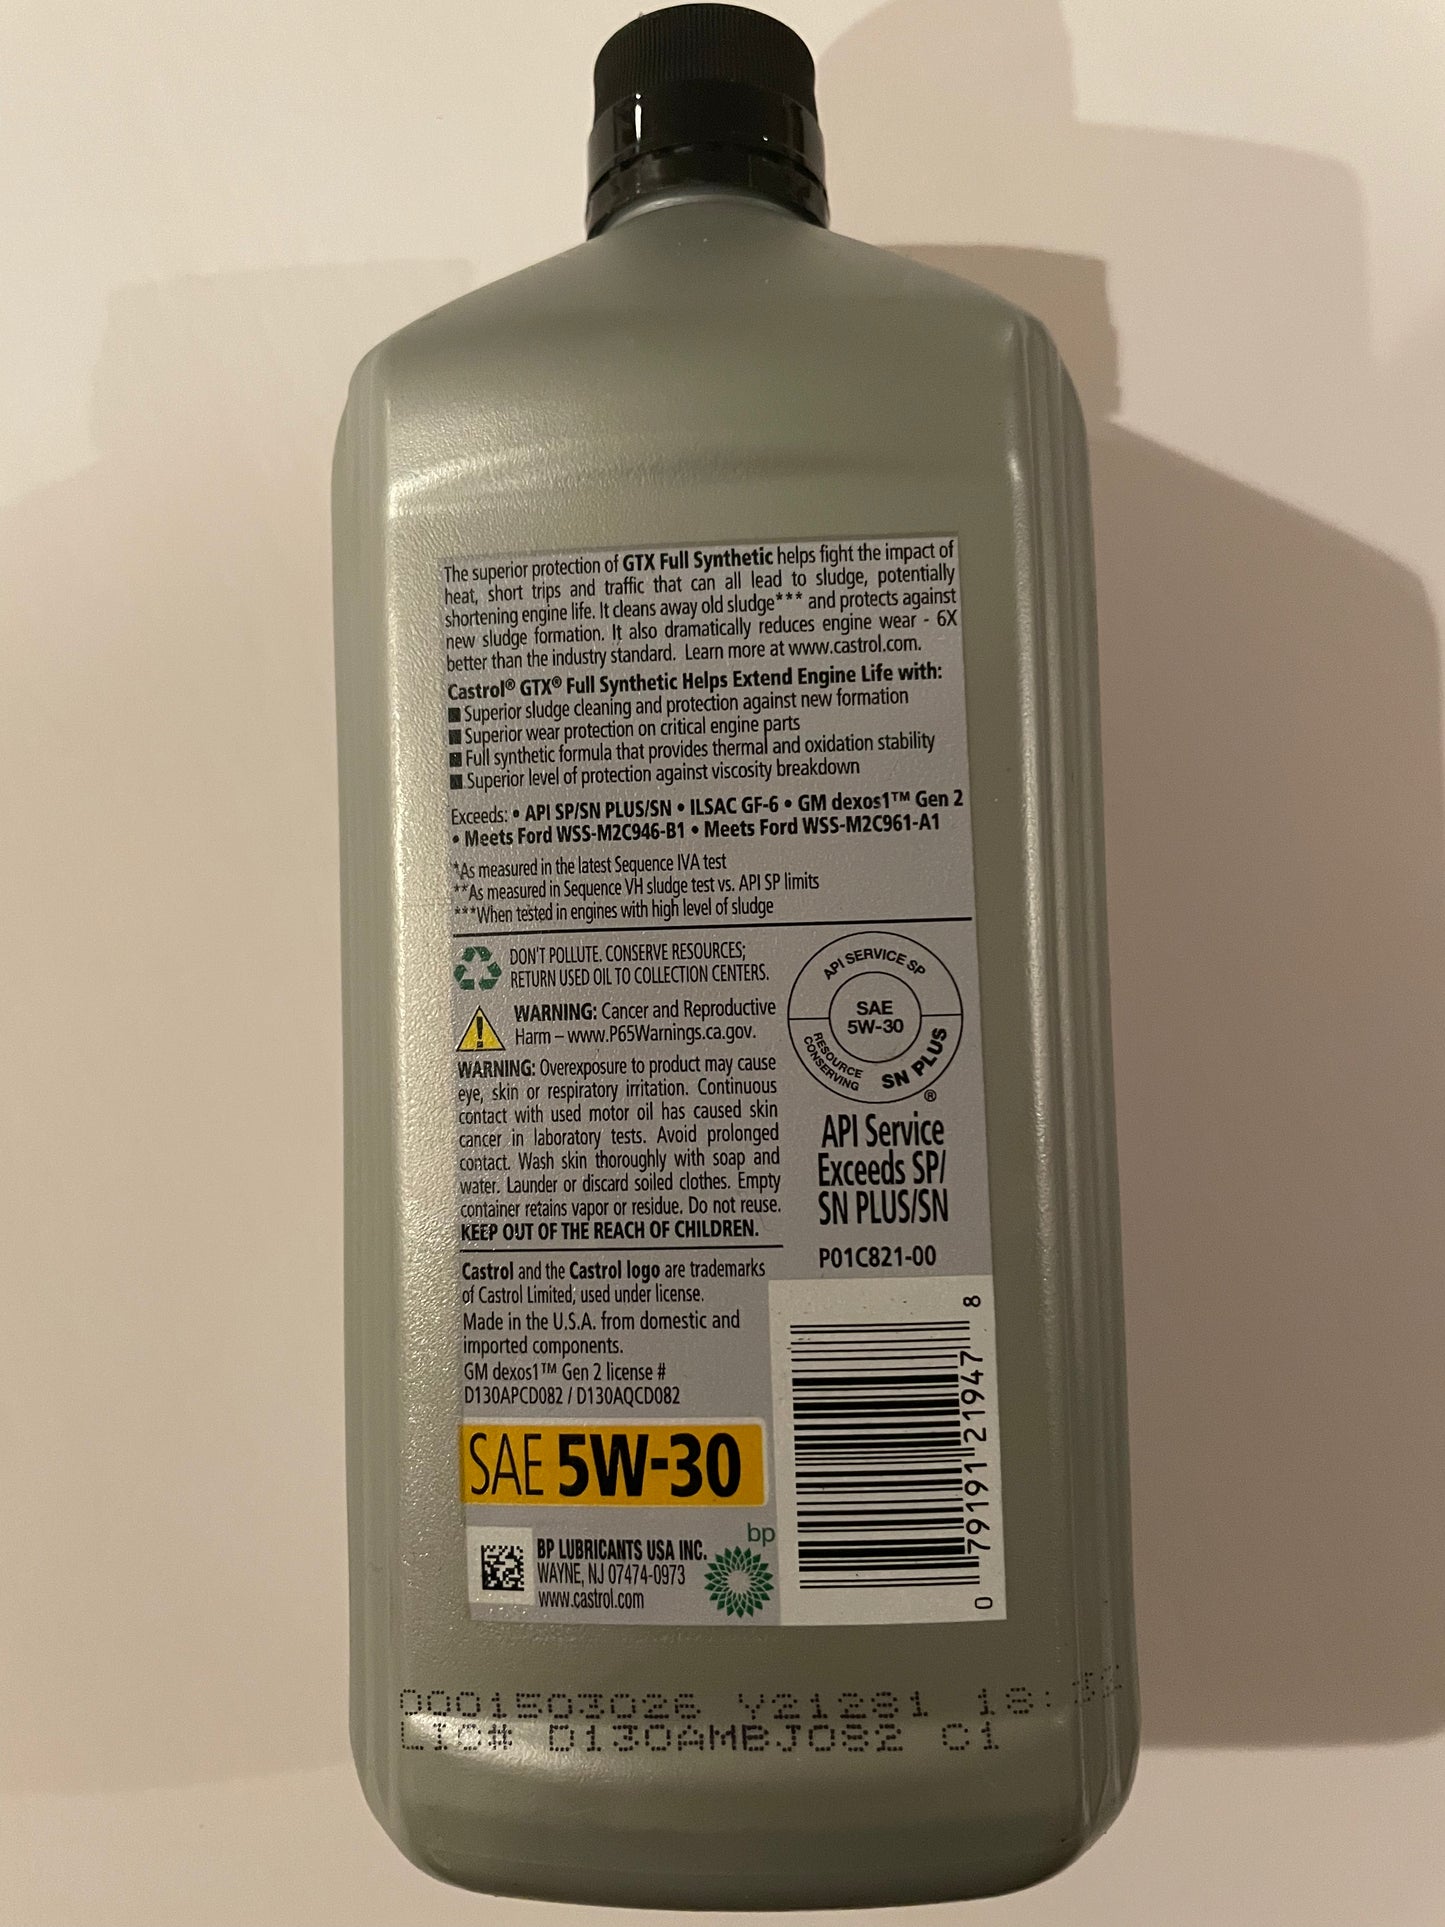 The superior protection of GTX Full Synthetic helps fight the impact of
heat, short trips and traffic that can all lead to sludge, potentially
shortening engine life. It cleans away old sludge*** and protects against
new sludge formation. It also dramatically reduces engine wear - 6X
better than the industry standard. Learn more at www.castrol.com.
Castrol® GTX® Full Synthetic Helps Extend Engine Life with:
■ Superior sludge cleaning and protection against new formation
■ Superior wear protection on critical engine parts
■ Full synthetic formula that provides thermal and oxidation stability
■ Superior level of protection against viscosity breakdown
Exceeds: • API SP/SN PLUS/SN • ILSAC GF-6 • GM dexos1™ Gen 2
• Meets Ford WSS-M2C946-B1 • Meets Ford WSS-M2C961-A1
*As measured in the latest Sequence IVA test
**As measured in Sequence VH sludge test vs. API SP limits
***When tested in engines with high level of sludge
DON'T POLLUTE. CONSERVE RESOURCES;
RETURN USED OIL TO COLLECTION CENTERS.
WARNING: Cancer and Reproductive
Harm – www.P65Warnings.ca.gov.
WARNING: Overexposure to product may cause
eye, skin or respiratory irritation. Continuous
contact with used motor oil has caused skin
cancer in laboratory tests. Avoid prolonged
contact. Wash skin thoroughly with soap and
water. Launder or discard soiled clothes. Empty
container retains vapor or residue. Do not reuse.
KEEP OUT OF THE REACH OF CHILDREN.
API SERVICE SP
SAE
5W-30
RESOURCE
CONSERVING
SN PLUS
®
API Service
Exceeds SP/
SN PLUS/SN
P01C821-00
Castrol and the Castrol logo are trademarks
of Castrol Limited, used under license.
Made in the U.S.A. from domestic and
imported components.
GM dexos1™ Gen 2 license #
D130APCD082 / D130AQCD082
SAE 5W-30
BP LUBRICANTS USA INC.
WAYNE, NJ 07474-0973
www.castrol.com
bp
0 79191 21947 8
0001503026 Y21281
LIC# D130AMBJ082 C1